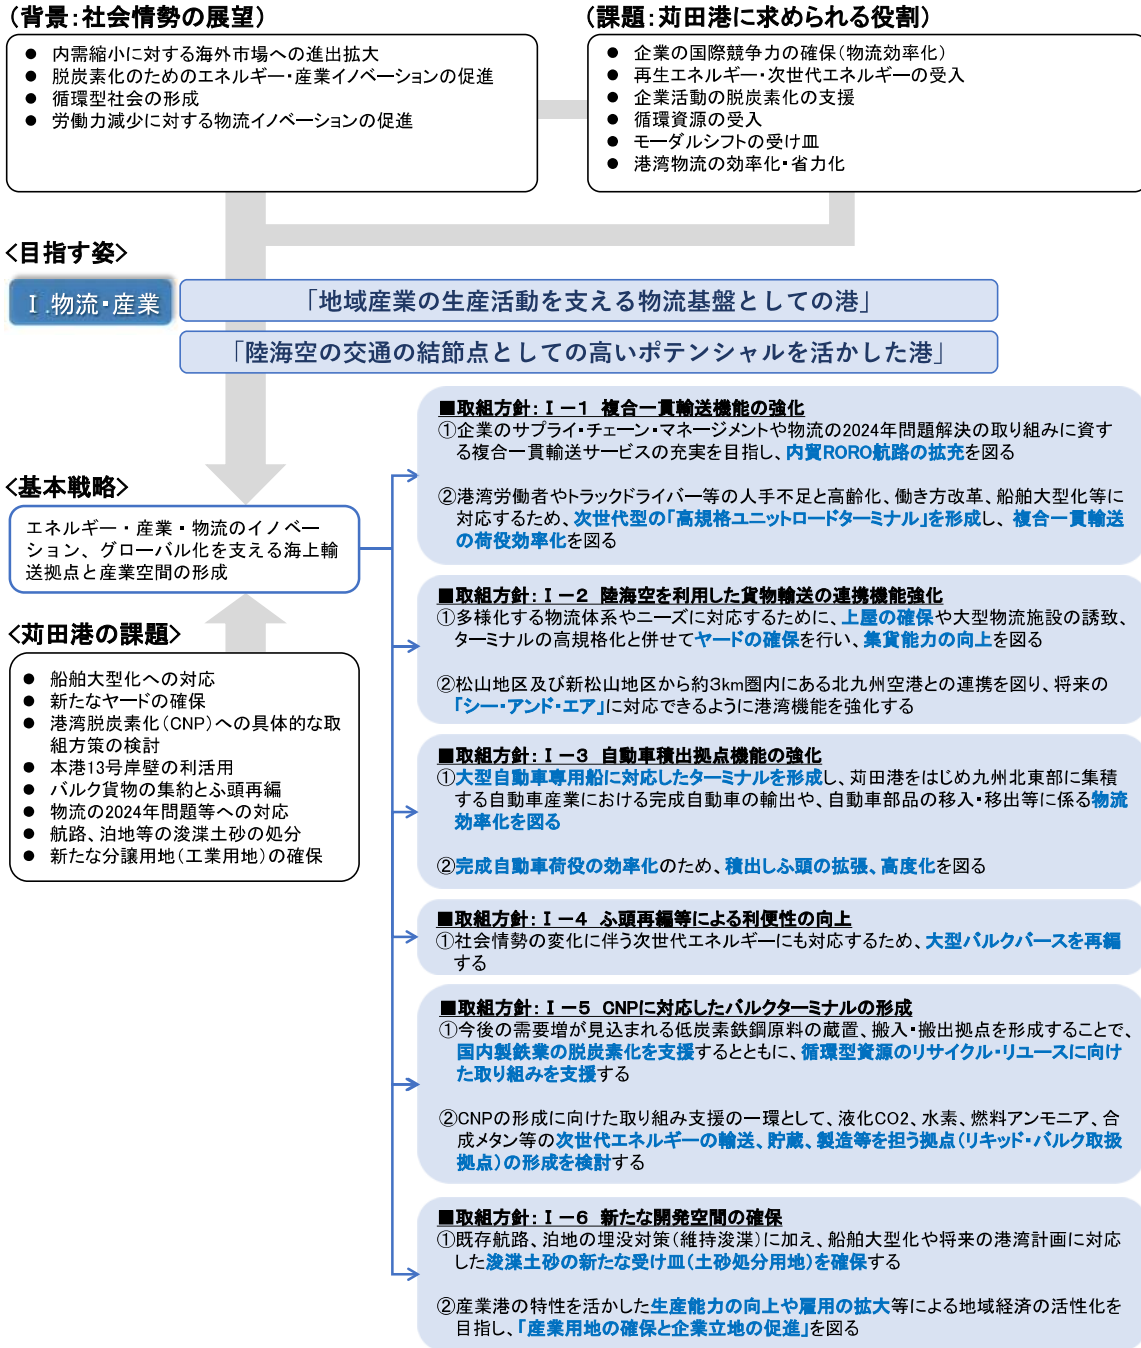 (背景:社会情勢の展望)
● 内需縮小に対する海外市場への進出拡大
● 脱炭素化のためのエネルギー・産業イノベーションの促進
● 循環型社会の形成
● 労働力減少に対する物流イノベーションの促進
(課題:苅田港に求められる役割)
● 企業の国際競争力の確保(物流効率化)
● 再生エネルギー・次世代エネルギーの受入
● 企業活動の脱炭素化の支援
● 循環資源の受入
● モーダルシフトの受け皿
● 港湾物流の効率化・省力化
<目指す姿>
Ⅰ.物流・産業
「地域産業の生産活動を支える物流基盤としての港」
「陸海空の交通の結節点としての高いポテンシャルを活かした港」
<基本戦略>
エネルギー・産業・物流のイノベー
ション、グローバル化を支える海上輸
送拠点と産業空間の形成
<苅田港の課題>
● 船舶大型化への対応
● 新たなヤードの確保
● 港湾脱炭素化(CNP)への具体的な取
組方策の検討
● 本港13号岸壁の利活用
● バルク貨物の集約とふ頭再編
● 物流の2024年問題等への対応
● 航路、泊地等の浚渫土砂の処分
● 新たな分譲用地(工業用地)の確保
■取組方針:Ⅰ-1 複合一貫輸送機能の強化
①企業のサプライ・チェーン・マネージメントや物流の2024年問題解決の取り組みに資す
る複合一貫輸送サービスの充実を目指し、内貿RORO航路の拡充を図る
②港湾労働者やトラックドライバー等の人手不足と高齢化、働き方改革、船舶大型化等に
対応するため、次世代型の「高規格ユニットロードターミナル」を形成し、複合一貫輸送
の荷役効率化を図る
■取組方針:Ⅰ-2 陸海空を利用した貨物輸送の連携機能強化
①多様化する物流体系やニーズに対応するために、上屋の確保や大型物流施設の誘致、
ターミナルの高規格化と併せてヤードの確保を行い、集貨能力の向上を図る
②松山地区及び新松山地区から約3km圏内にある北九州空港との連携を図り、将来の
「シー・アンド・エア」に対応できるように港湾機能を強化する
■取組方針:Ⅰ-3 自動車積出拠点機能の強化
①大型自動車専用船に対応したターミナルを形成し、苅田港をはじめ九州北東部に集積
する自動車産業における完成自動車の輸出や、自動車部品の移入・移出等に係る物流
効率化を図る
②完成自動車荷役の効率化のため、積出しふ頭の拡張、高度化を図る
■取組方針:Ⅰ-4 ふ頭再編等による利便性の向上
①社会情勢の変化に伴う次世代エネルギーにも対応するため、大型バルクバースを再編
する
■取組方針:Ⅰ-5 CNPに対応したバルクターミナルの形成
①今後の需要増が見込まれる低炭素鉄鋼原料の蔵置、搬入・搬出拠点を形成することで、
国内製鉄業の脱炭素化を支援するとともに、循環型資源のリサイクル・リユースに向け
た取り組みを支援する
②CNPの形成に向けた取り組み支援の一環として、液化CO2、水素、燃料アンモニア、合
成メタン等の次世代エネルギーの輸送、貯蔵、製造等を担う拠点(リキッド・バルク取扱
拠点)の形成を検討する
■取組方針:Ⅰ-6 新たな開発空間の確保
①既存航路、泊地の埋没対策(維持浚渫)に加え、船舶大型化や将来の港湾計画に対応
した浚渫土砂の新たな受け皿(土砂処分用地)を確保する
②産業港の特性を活かした生産能力の向上や雇用の拡大等による地域経済の活性化を
目指し、「産業用地の確保と企業立地の促進」を図る